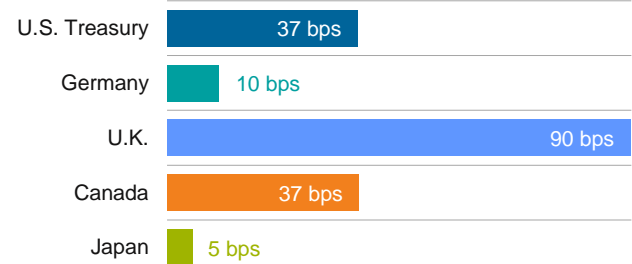 U.S. Treasury 37 bps
Germany 10 bps
U.K. 90 bps
Canada 37 bps
Japan 5 bps